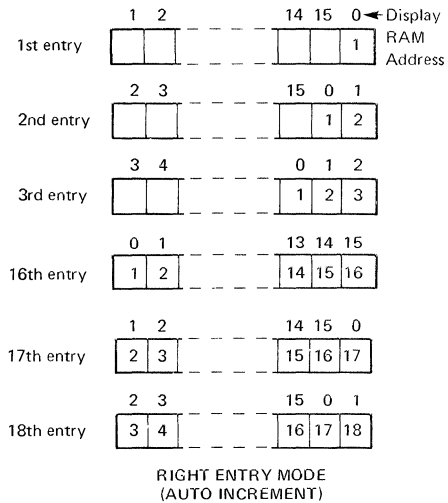 1 2 14 15 0 Display
1st entry 1 RAM
Address
2 3 15 0 1
2nd entry 1 2
3 4 0 1 2
3rd entry 1 2 3
0 1 13 14 15
16th entry 1 2 14 15 16
1 2 14 15 0
17th entry 2 3 15 16 17
2 3 15 0 1
18th entry 3 4 16 17 18
RIGHT ENTRY MODE
(AUTO INCREMENT)